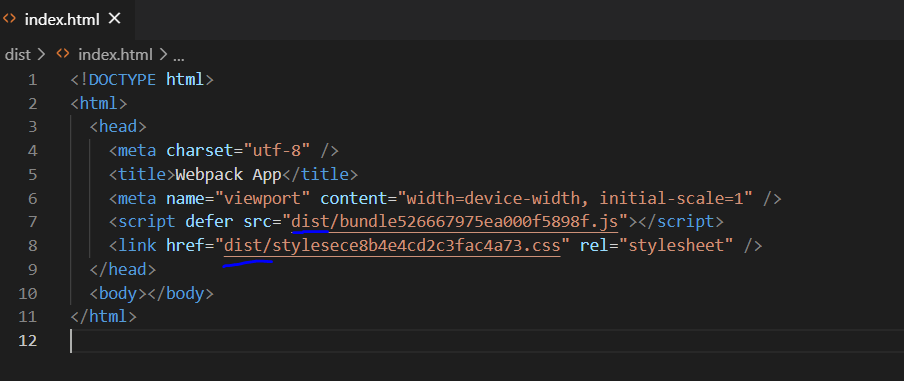 index.html
dist > index.html > ...
1 <!DOCTYPE html>
2 <html>
3 <head>
4 <meta charset="utf-8" />
5 <title>Webpack App</title>
6 <meta name="viewport" content="width=device-width, initial-scale=1" />
7 <script defer src="dist/bundle526667975ea000f5898f.js"></script>
8 <link href="dist/stylesece8b4e4cd2c3fac4a73.css" rel="stylesheet" />
9 </head>
10 <body></body>
11 </html>
12